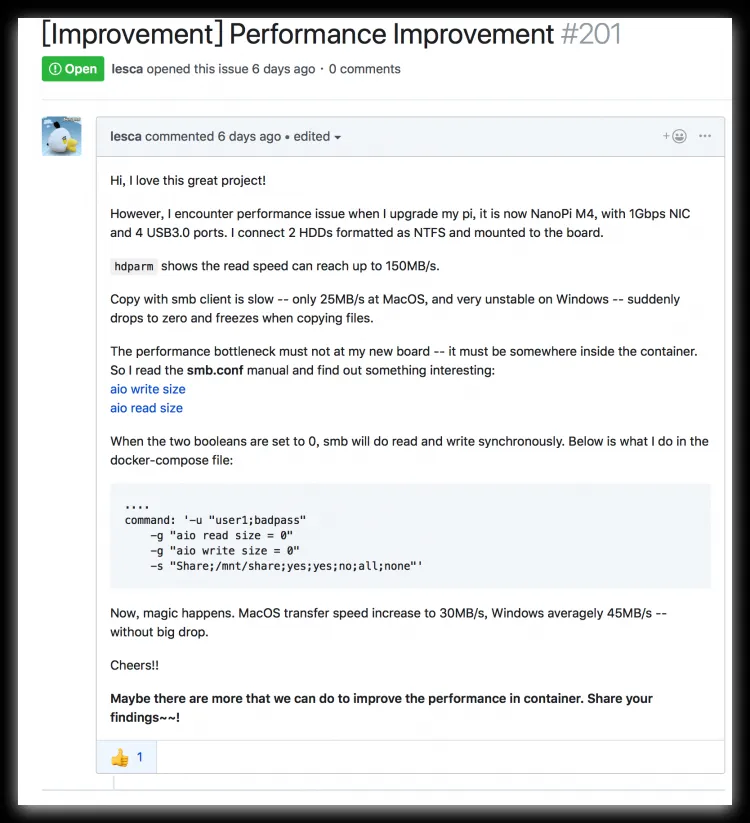 [Improvement] Performance Improvement #201
Open lesca opened this issue 6 days ago · 0 comments
lesca commented 6 days ago • edited
Hi, I love this great project!
However, I encounter performance issue when I upgrade my pi, it is now NanoPi M4, with 1Gbps NIC
and 4 USB3.0 ports. I connect 2 HDDs formatted as NTFS and mounted to the board.
hdparm shows the read speed can reach up to 150MB/s.
Copy with smb client is slow -- only 25MB/s at MacOS, and very unstable on Windows -- suddenly
drops to zero and freezes when copying files.
The performance bottleneck must not at my new board -- it must be somewhere inside the container.
So I read the smb.conf manual and find out something interesting:
aio write size
aio read size
When the two booleans are set to 0, smb will do read and write synchronously. Below is what I do in the
docker-compose file:
....
command: '-u "user1;badpass"
-g "aio read size = 0"
-g "aio write size = 0"
-s "Share;/mnt/share;yes;yes;no;all;none"'
Now, magic happens. MacOS transfer speed increase to 30MB/s, Windows averagely 45MB/s --
without big drop.
Cheers!!
Maybe there are more that we can do to improve the performance in container. Share your
findings~~!
👍 1